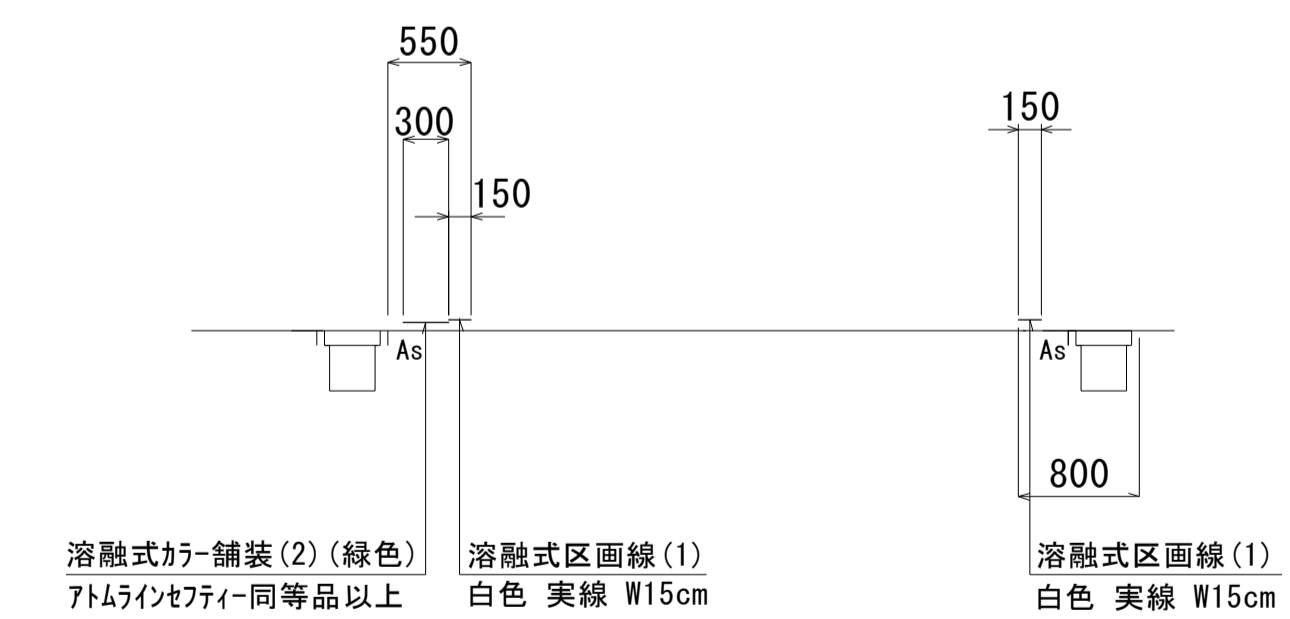 550
300
150
150
As
As
800
溶融式ｶﾗｰ舗装(2)(緑色)
ｱﾄﾑﾗｲﾝｾﾌﾃｨｰ同等品以上
溶融式区画線(1)
白色 実線 W15cm
溶融式区画線(1)
白色 実線 W15cm